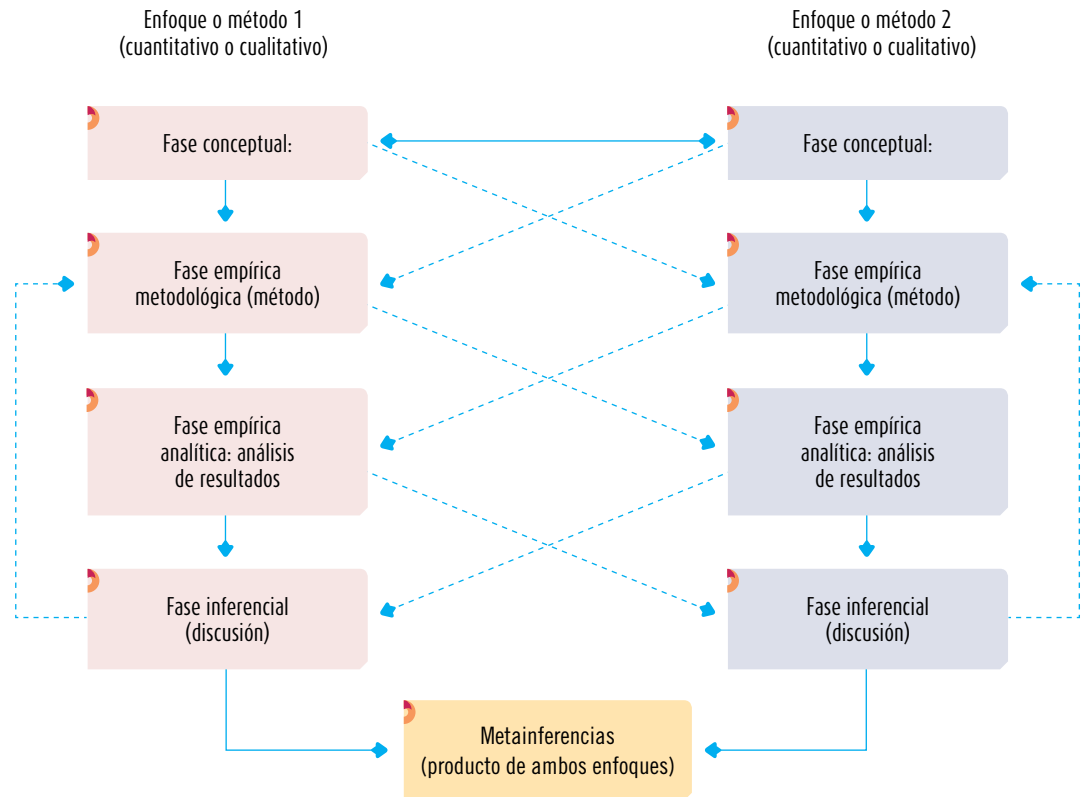 Enfoque o método 1
(cuantitativo o cualitativo)
Enfoque o método 2
(cuantitativo o cualitativo)
Fase conceptual:
Fase conceptual:
Fase empírica
metodológica (método)
Fase empírica
metodológica (método)
Fase empírica
analítica: análisis
de resultados
Fase empírica
analítica: análisis
de resultados
Fase inferencial
(discusión)
Fase inferencial
(discusión)
Metainferencias
(producto de ambos enfoques)